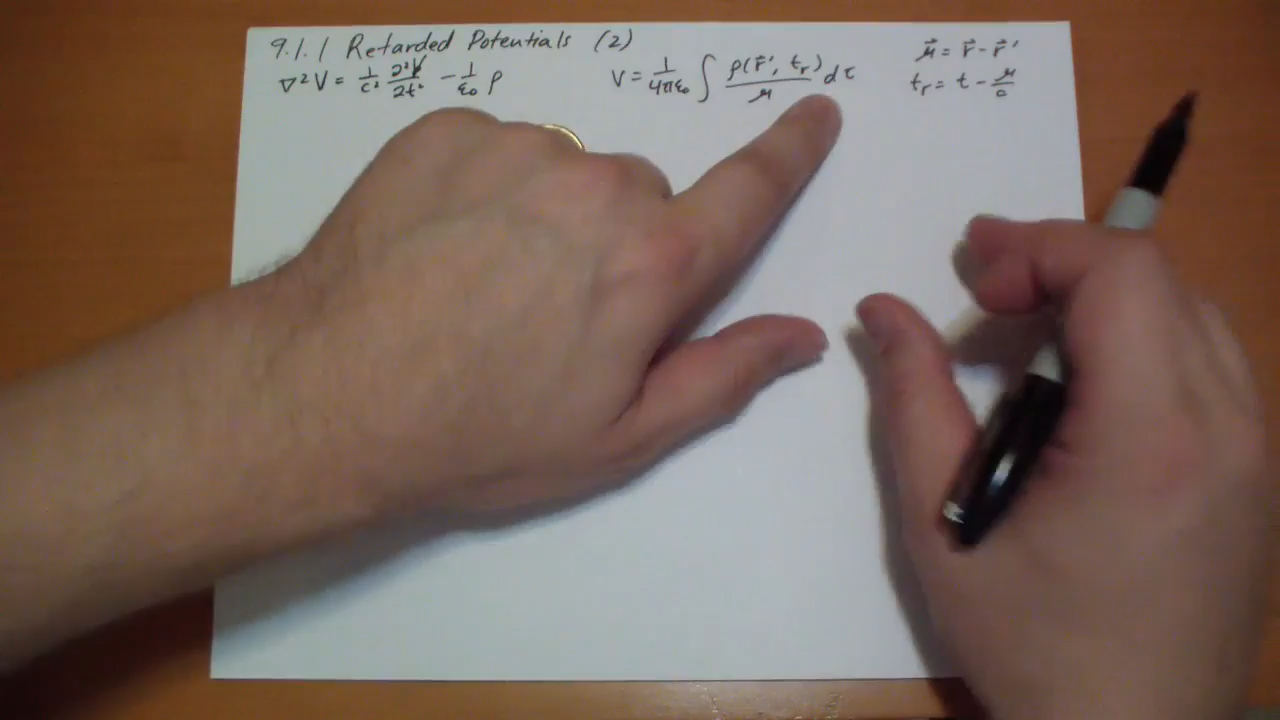 9.1.1 Retarded Potentials (2)
∇²V = 1/c² ∂²V/∂t² - 1/ε₀ ρ
V = 1/4πε₀ ∫ ρ(r⃗', tᵣ)/𝓇 dτ
𝓇⃗ = r⃗ - r⃗'
tᵣ = t - 𝓇/c